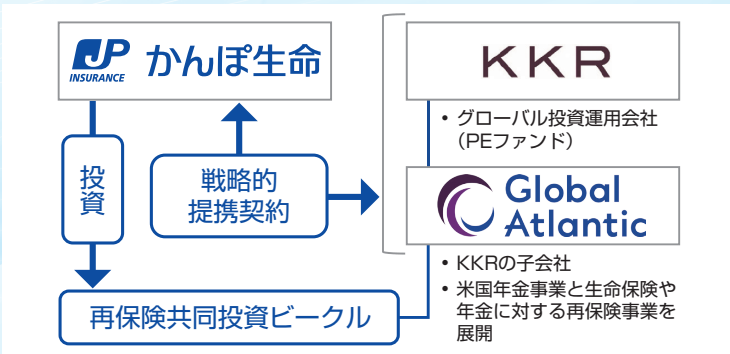 JP
INSURANCE
かんぽ生命
KKR
• グローバル投資運用会社
（PEファンド）
投資
戦略的
提携契約
Global
Atlantic
• KKRの子会社
• 米国年金事業と生命保険や
年金に対する再保険事業を
展開
再保険共同投資ビークル